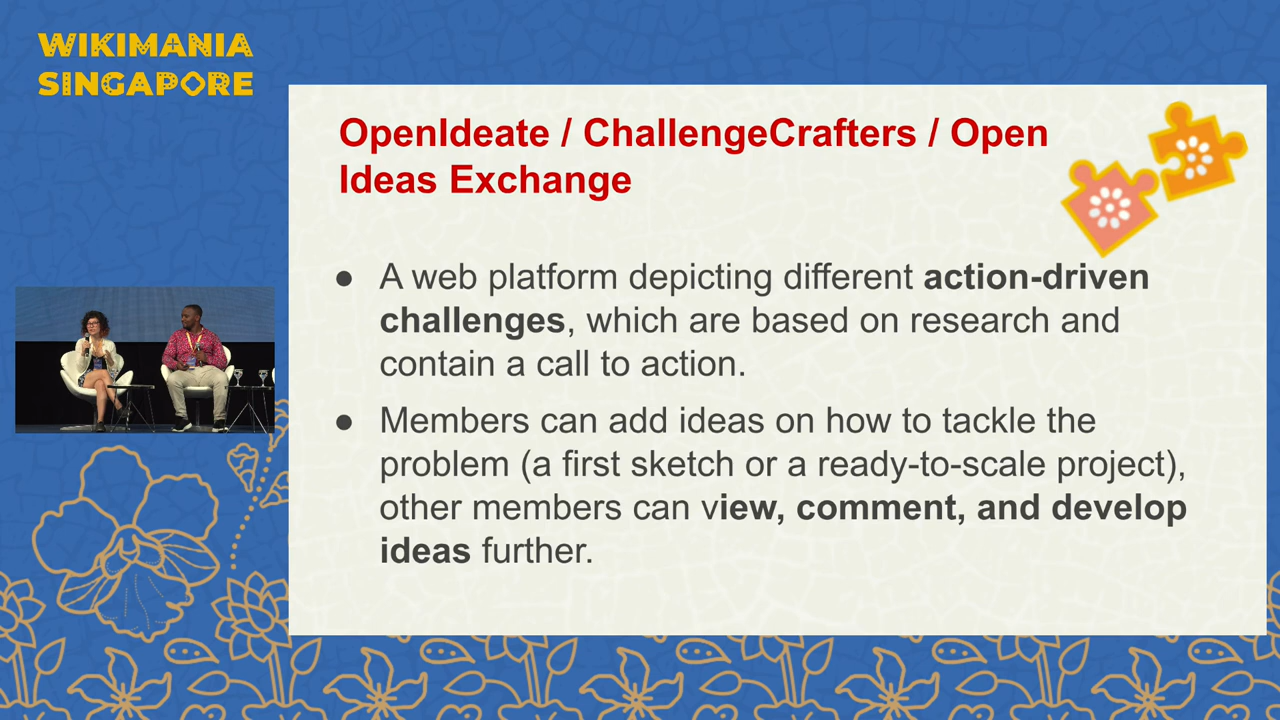 WIKIMANIA
SINGAPORE
OpenIdeate / ChallengeCrafters / Open
Ideas Exchange
● A web platform depicting different action-driven
challenges, which are based on research and
contain a call to action.
● Members can add ideas on how to tackle the
problem (a first sketch or a ready-to-scale project),
other members can view, comment, and develop
ideas further.